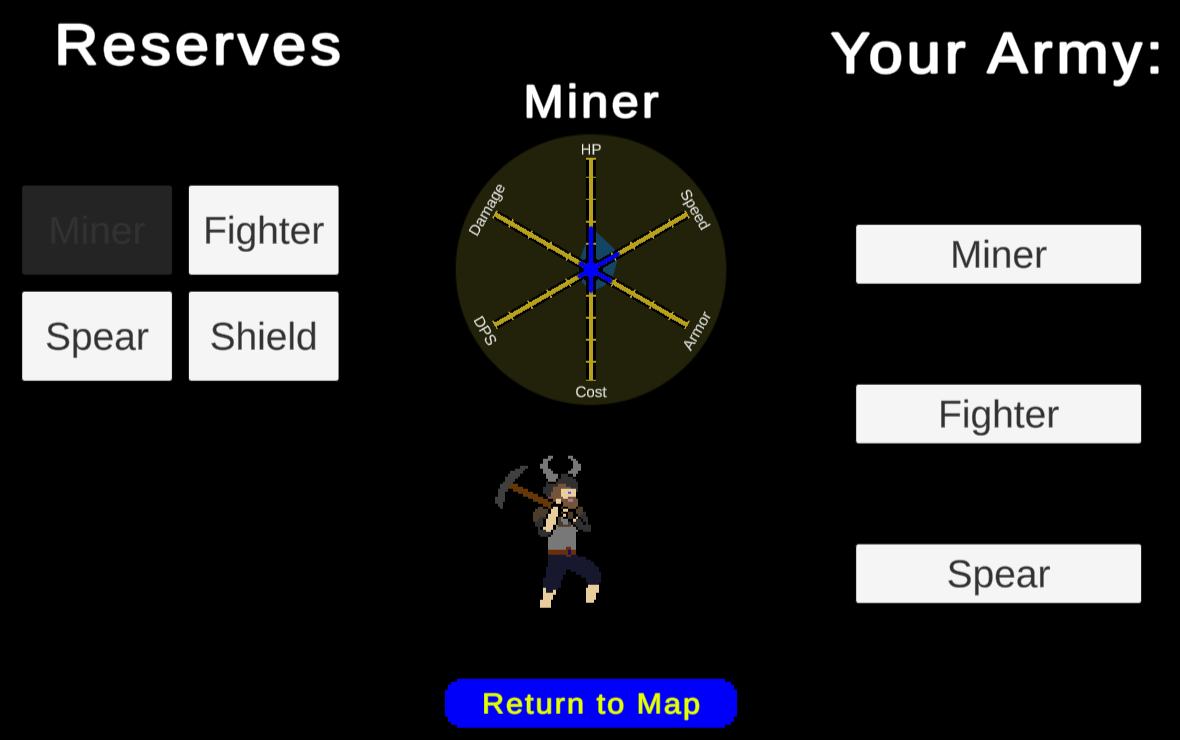 Reserves
Miner
Fighter
Spear
Shield
Miner
HP
Speed
Armor
Cost
DPS
Damage
Return to Map
Your Army:
Miner
Fighter
Spear